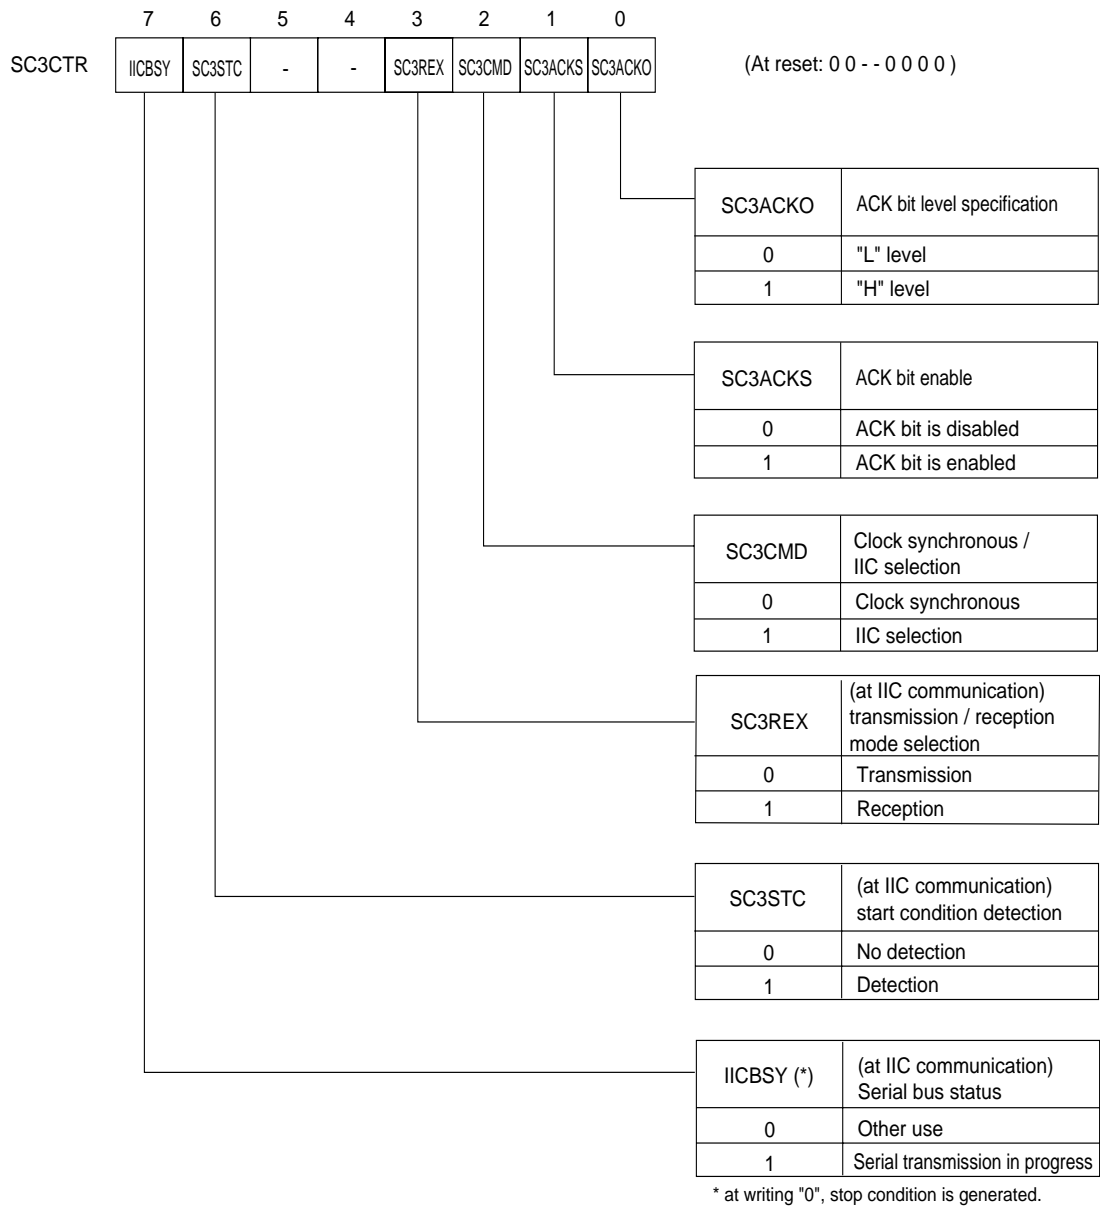 7 6 5 4 3 2 1 0
SC3CTR IICBSY SC3STC - - SC3REX SC3CMD SC3ACKS SC3ACKO (At reset: 0 0 - - 0 0 0 0 )
SC3ACKO ACK bit level specification
0 "L" level
1 "H" level
SC3ACKS ACK bit enable
0 ACK bit is disabled
1 ACK bit is enabled
SC3CMD Clock synchronous /
IIC selection
0 Clock synchronous
1 IIC selection
SC3REX (at IIC communication)
transmission / reception
mode selection
0 Transmission
1 Reception
SC3STC (at IIC communication)
start condition detection
0 No detection
1 Detection
IICBSY (*) (at IIC communication)
Serial bus status
0 Other use
1 Serial transmission in progress
* at writing "0", stop condition is generated.